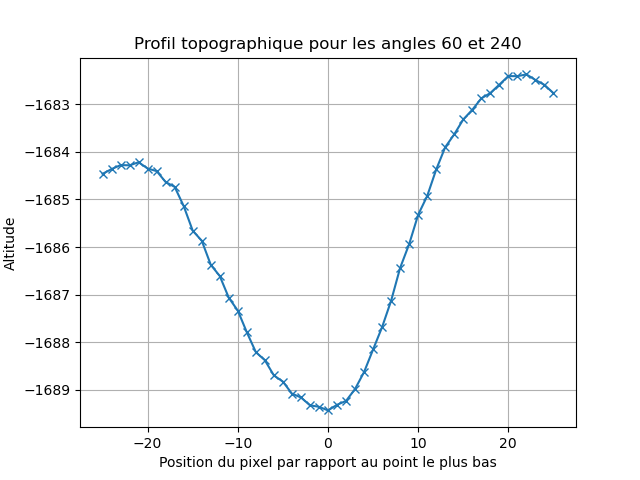 Profil topographique pour les angles 60 et 240
Altitude
−1683
−1684
−1685
−1686
−1687
−1688
−1689
−20 −10 0 10 20
Position du pixel par rapport au point le plus bas